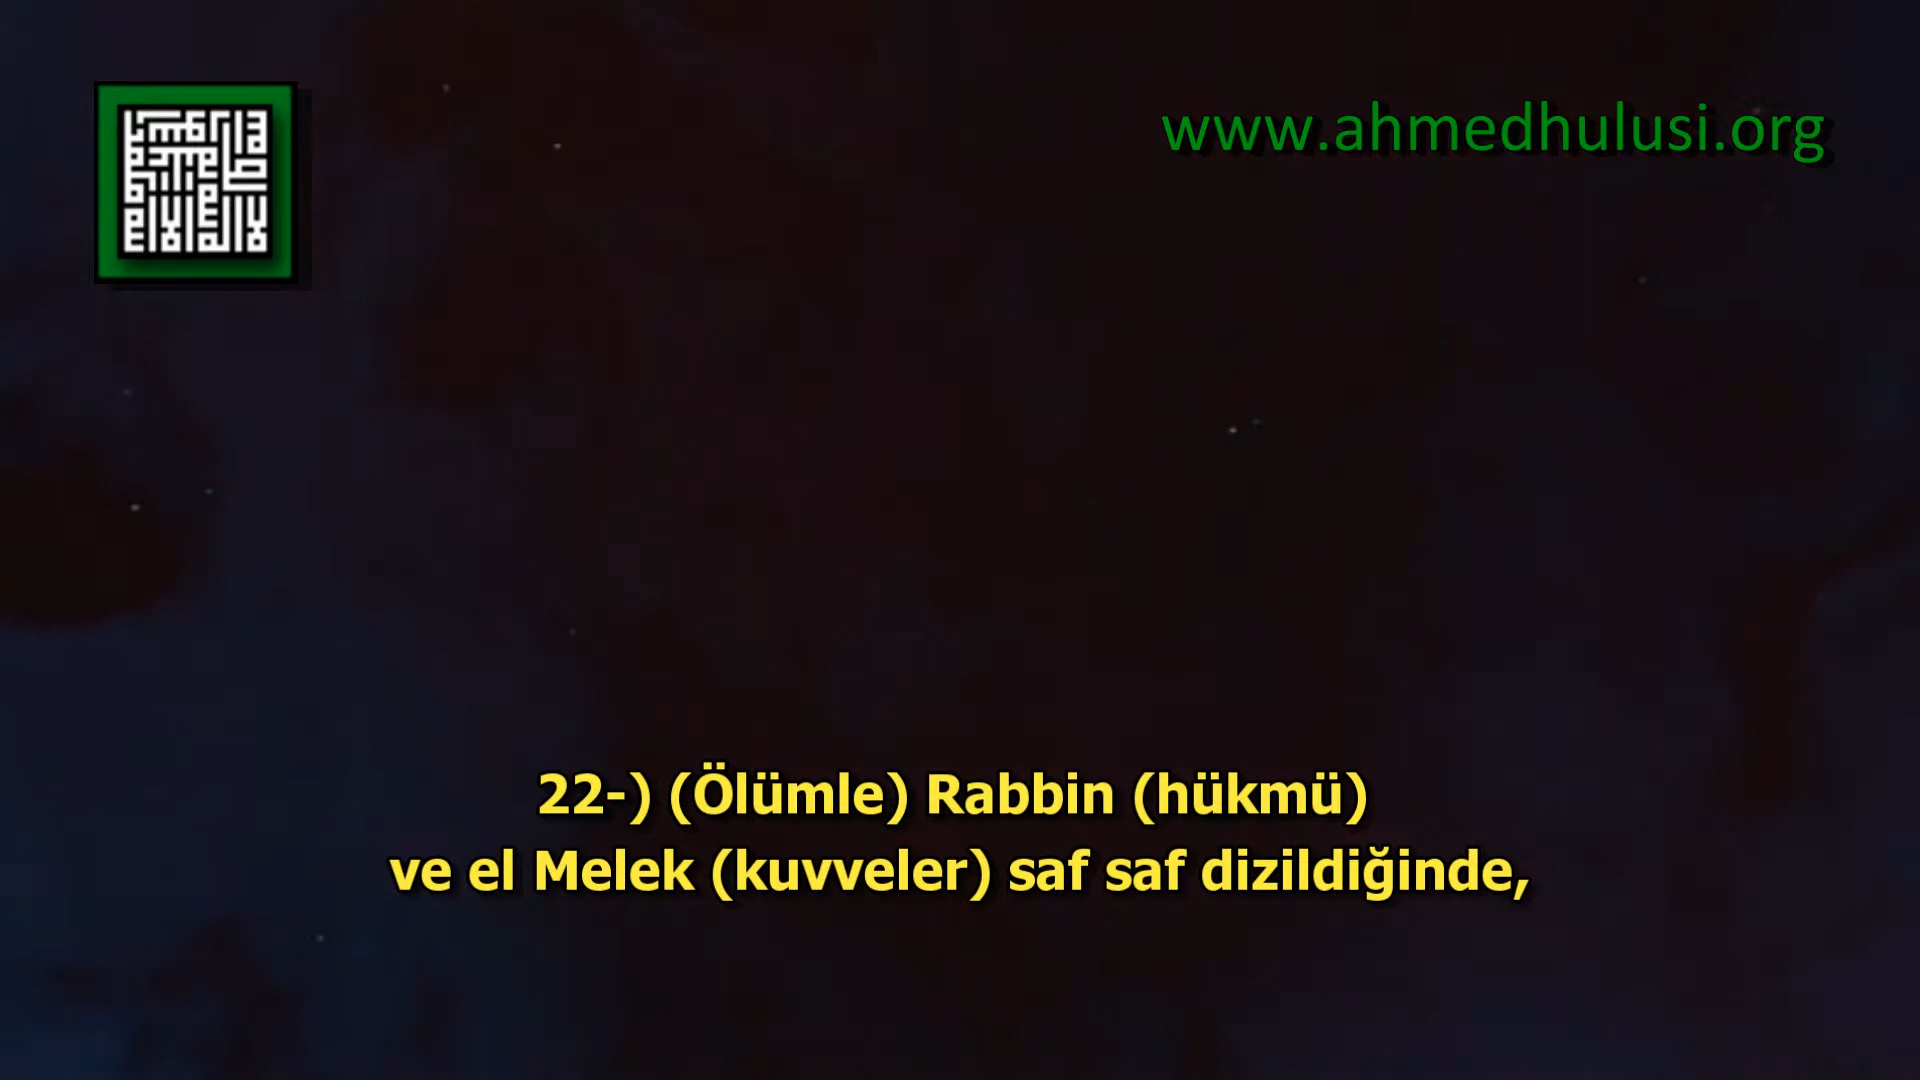 www.ahmedhulusi.org
22-) (Ölümle) Rabbin (hükmü)
ve el Melek (kuvveler) saf saf dizildiğinde,